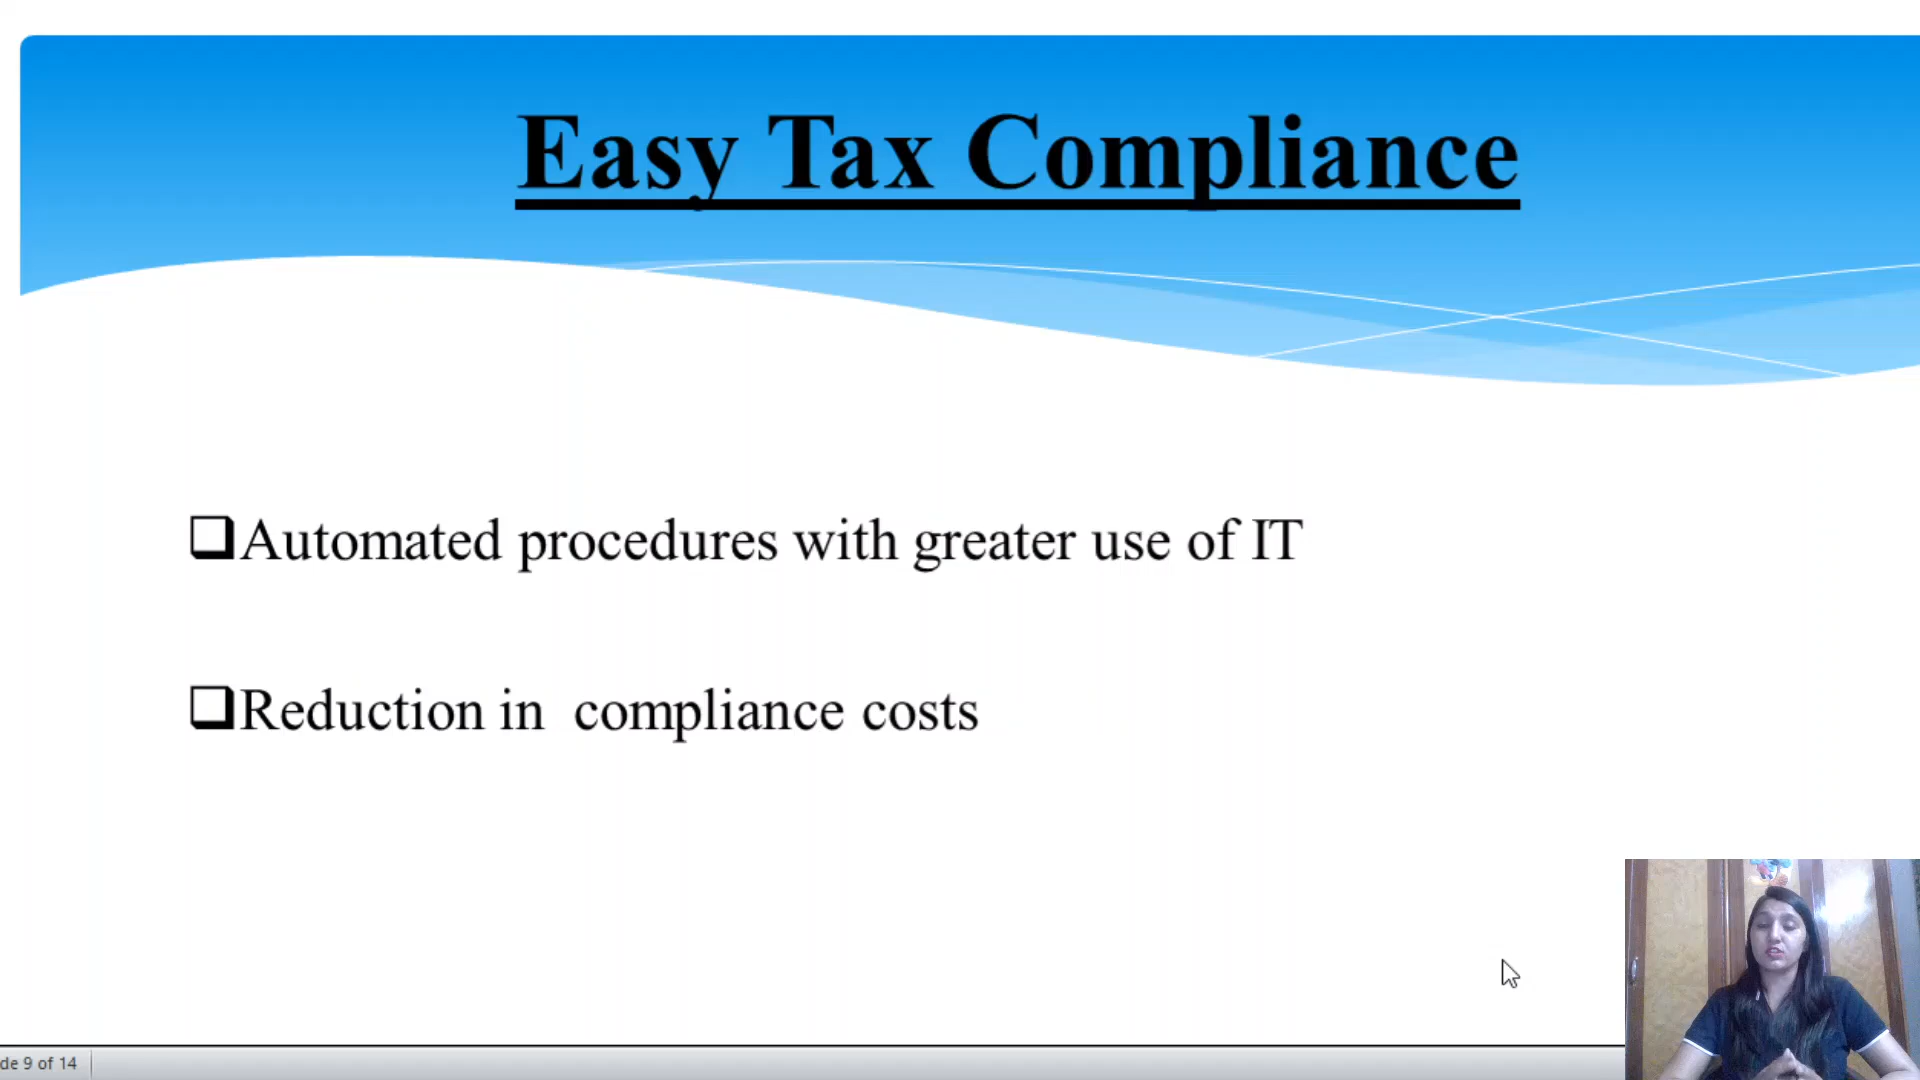 Easy Tax Compliance
❑Automated procedures with greater use of IT
❑Reduction in  compliance costs
de 9 of 14